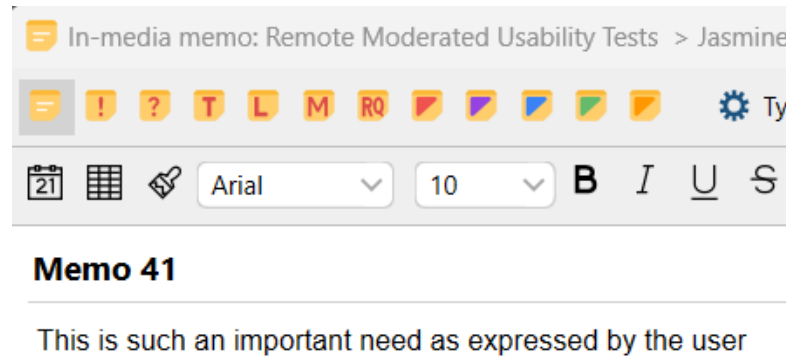 In-media memo: Remote Moderated Usability Tests > Jasmine
! ? T L M RQ Ty
21 Arial 10 B I U S
Memo 41
This is such an important need as expressed by the user